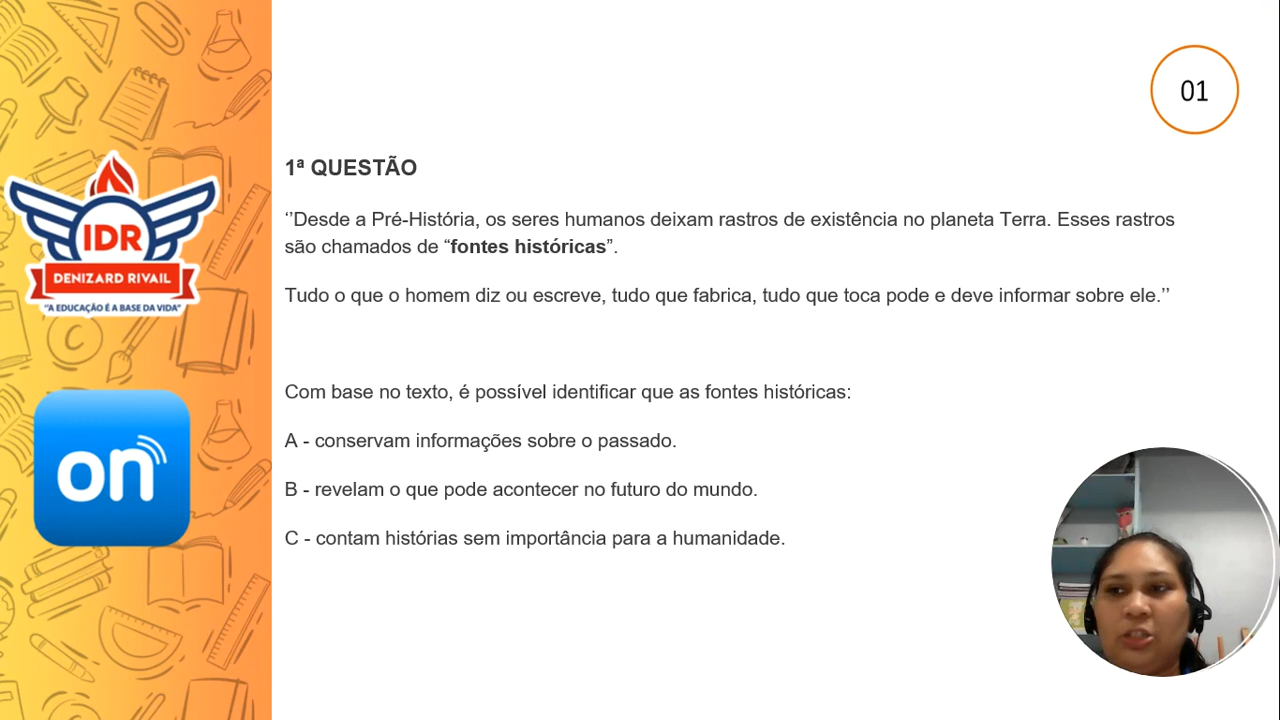 01
1ª QUESTÃO
‘’Desde a Pré-História, os seres humanos deixam rastros de existência no planeta Terra. Esses rastros
são chamados de “fontes históricas”.
Tudo o que o homem diz ou escreve, tudo que fabrica, tudo que toca pode e deve informar sobre ele.’’
Com base no texto, é possível identificar que as fontes históricas:
A - conservam informações sobre o passado.
B - revelam o que pode acontecer no futuro do mundo.
C - contam histórias sem importância para a humanidade.
IDR
DENIZARD RIVAIL
"A EDUCAÇÃO É A BASE DA VIDA"
on